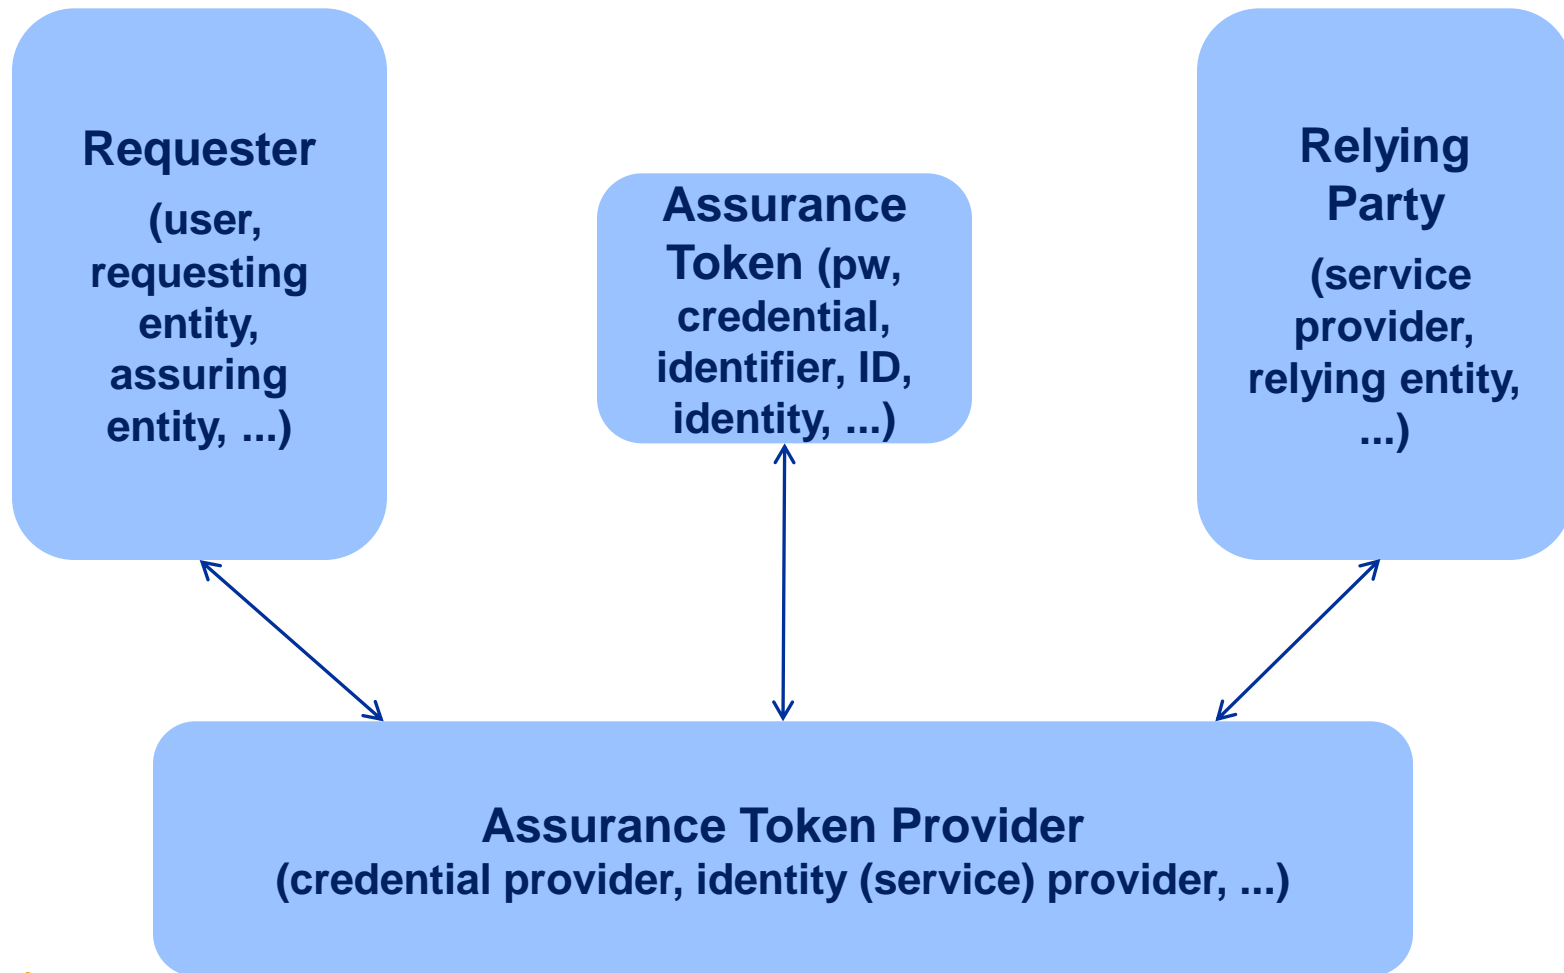 Requester
(user,
requesting
entity,
assuring
entity, ...)
Assurance
Token (pw,
credential,
identifier, ID,
identity, ...)
Relying
Party
(service
provider,
relying entity,
...)
Assurance Token Provider
(credential provider, identity (service) provider, ...)